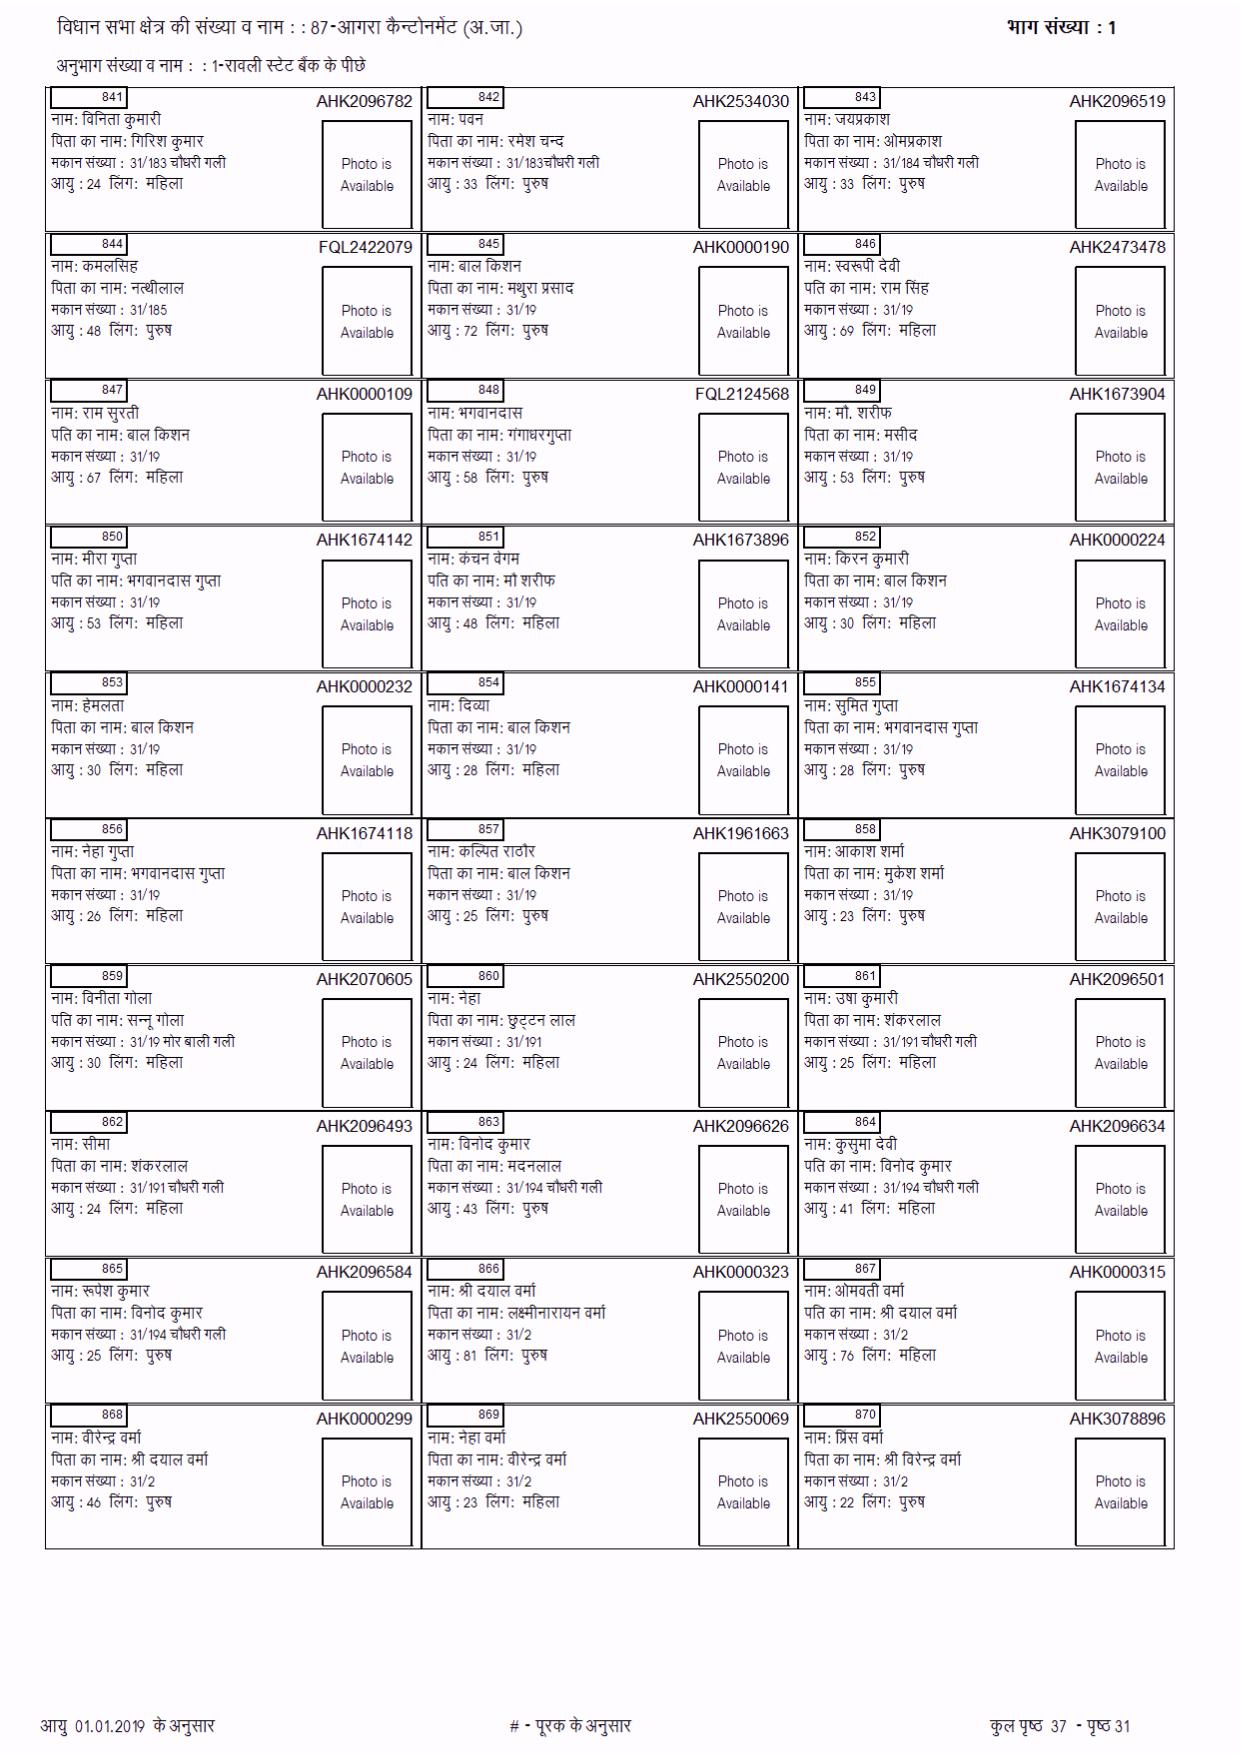 विधान सभा क्षेत्र की संख्या व नाम : : 87-आगरा कैन्टोनमेंट (अ.जा.)
भाग संख्या : 1
अनुभाग संख्या व नाम : : 1-रावली स्टेट बैंक के पीछे
841 AHK2096782
नाम: विनिता कुमारी
पिता का नाम: गिरिश कुमार
मकान संख्या : 31/183 चौधरी गली
आयु : 24 लिंग: महिला
Photo is
Available
842 AHK2534030
नाम: पवन
पिता का नाम: रमेश चन्द
मकान संख्या : 31/183चौधरी गली
आयु : 33 लिंग: पुरुष
Photo is
Available
843 AHK2096519
नाम: जयप्रकाश
पिता का नाम: ओमप्रकाश
मकान संख्या : 31/184 चौधरी गली
आयु : 33 लिंग: पुरुष
Photo is
Available
844 FQL2422079
नाम: कमलसिह
पिता का नाम: नत्थीलाल
मकान संख्या : 31/185
आयु : 48 लिंग: पुरुष
Photo is
Available
845 AHK0000190
नाम: बाल किशन
पिता का नाम: मथुरा प्रसाद
मकान संख्या : 31/19
आयु : 72 लिंग: पुरुष
Photo is
Available
846 AHK2473478
नाम: स्वरूपी देवी
पति का नाम: राम सिंह
मकान संख्या : 31/19
आयु : 69 लिंग: महिला
Photo is
Available
847 AHK0000109
नाम: राम सुरती
पति का नाम: बाल किशन
मकान संख्या : 31/19
आयु : 67 लिंग: महिला
Photo is
Available
848 FQL2124568
नाम: भगवानदास
पिता का नाम: गंगाधरगुप्ता
मकान संख्या : 31/19
आयु : 58 लिंग: पुरुष
Photo is
Available
849 AHK1673904
नाम: मौ. शरीफ
पिता का नाम: मसीद
मकान संख्या : 31/19
आयु : 53 लिंग: पुरुष
Photo is
Available
850 AHK1674142
नाम: मीरा गुप्ता
पति का नाम: भगवानदास गुप्ता
मकान संख्या : 31/19
आयु : 53 लिंग: महिला
Photo is
Available
851 AHK1673896
नाम: कंचन वेगम
पति का नाम: मौ शरीफ
मकान संख्या : 31/19
आयु : 48 लिंग: महिला
Photo is
Available
852 AHK0000224
नाम: किरन कुमारी
पिता का नाम: बाल किशन
मकान संख्या : 31/19
आयु : 30 लिंग: महिला
Photo is
Available
853 AHK0000232
नाम: हेमलता
पिता का नाम: बाल किशन
मकान संख्या : 31/19
आयु : 30 लिंग: महिला
Photo is
Available
854 AHK0000141
नाम: दिव्या
पिता का नाम: बाल किशन
मकान संख्या : 31/19
आयु : 28 लिंग: महिला
Photo is
Available
855 AHK1674134
नाम: सुमित गुप्ता
पिता का नाम: भगवानदास गुप्ता
मकान संख्या : 31/19
आयु : 28 लिंग: पुरुष
Photo is
Available
856 AHK1674118
नाम: नेहा गुप्ता
पिता का नाम: भगवानदास गुप्ता
मकान संख्या : 31/19
आयु : 26 लिंग: महिला
Photo is
Available
857 AHK1961663
नाम: कल्पित राठौर
पिता का नाम: बाल किशन
मकान संख्या : 31/19
आयु : 25 लिंग: पुरुष
Photo is
Available
858 AHK3079100
नाम: आकाश शर्मा
पिता का नाम: मुकेश शर्मा
मकान संख्या : 31/19
आयु : 23 लिंग: पुरुष
Photo is
Available
859 AHK2070605
नाम: विनीता गोला
पति का नाम: सन्नू गोला
मकान संख्या : 31/19 मोर बाली गली
आयु : 30 लिंग: महिला
Photo is
Available
860 AHK2550200
नाम: नेहा
पिता का नाम: छुट्टन लाल
मकान संख्या : 31/191
आयु : 24 लिंग: महिला
Photo is
Available
861 AHK2096501
नाम: उषा कुमारी
पिता का नाम: शंकरलाल
मकान संख्या : 31/191 चौधरी गली
आयु : 25 लिंग: महिला
Photo is
Available
862 AHK2096493
नाम: सीमा
पिता का नाम: शंकरलाल
मकान संख्या : 31/191 चौधरी गली
आयु : 24 लिंग: महिला
Photo is
Available
863 AHK2096626
नाम: विनोद कुमार
पिता का नाम: मदनलाल
मकान संख्या : 31/194 चौधरी गली
आयु : 43 लिंग: पुरुष
Photo is
Available
864 AHK2096634
नाम: कुसुमा देवी
पति का नाम: विनोद कुमार
मकान संख्या : 31/194 चौधरी गली
आयु : 41 लिंग: महिला
Photo is
Available
865 AHK2096584
नाम: रूपेश कुमार
पिता का नाम: विनोद कुमार
मकान संख्या : 31/194 चौधरी गली
आयु : 25 लिंग: पुरुष
Photo is
Available
866 AHK0000323
नाम: श्री दयाल वर्मा
पिता का नाम: लक्ष्मीनारायन वर्मा
मकान संख्या : 31/2
आयु : 81 लिंग: पुरुष
Photo is
Available
867 AHK0000315
नाम: ओमवती वर्मा
पति का नाम: श्री दयाल वर्मा
मकान संख्या : 31/2
आयु : 76 लिंग: महिला
Photo is
Available
868 AHK0000299
नाम: वीरेन्द्र वर्मा
पिता का नाम: श्री दयाल वर्मा
मकान संख्या : 31/2
आयु : 46 लिंग: पुरुष
Photo is
Available
869 AHK2550069
नाम: नेहा वर्मा
पिता का नाम: वीरेन्द्र वर्मा
मकान संख्या : 31/2
आयु : 23 लिंग: महिला
Photo is
Available
870 AHK3078896
नाम: प्रिंस वर्मा
पिता का नाम: श्री विरेन्द्र वर्मा
मकान संख्या : 31/2
आयु : 22 लिंग: पुरुष
Photo is
Available
आयु 01.01.2019 के अनुसार
# - पूरक के अनुसार
कुल पृष्ठ 37 - पृष्ठ 31